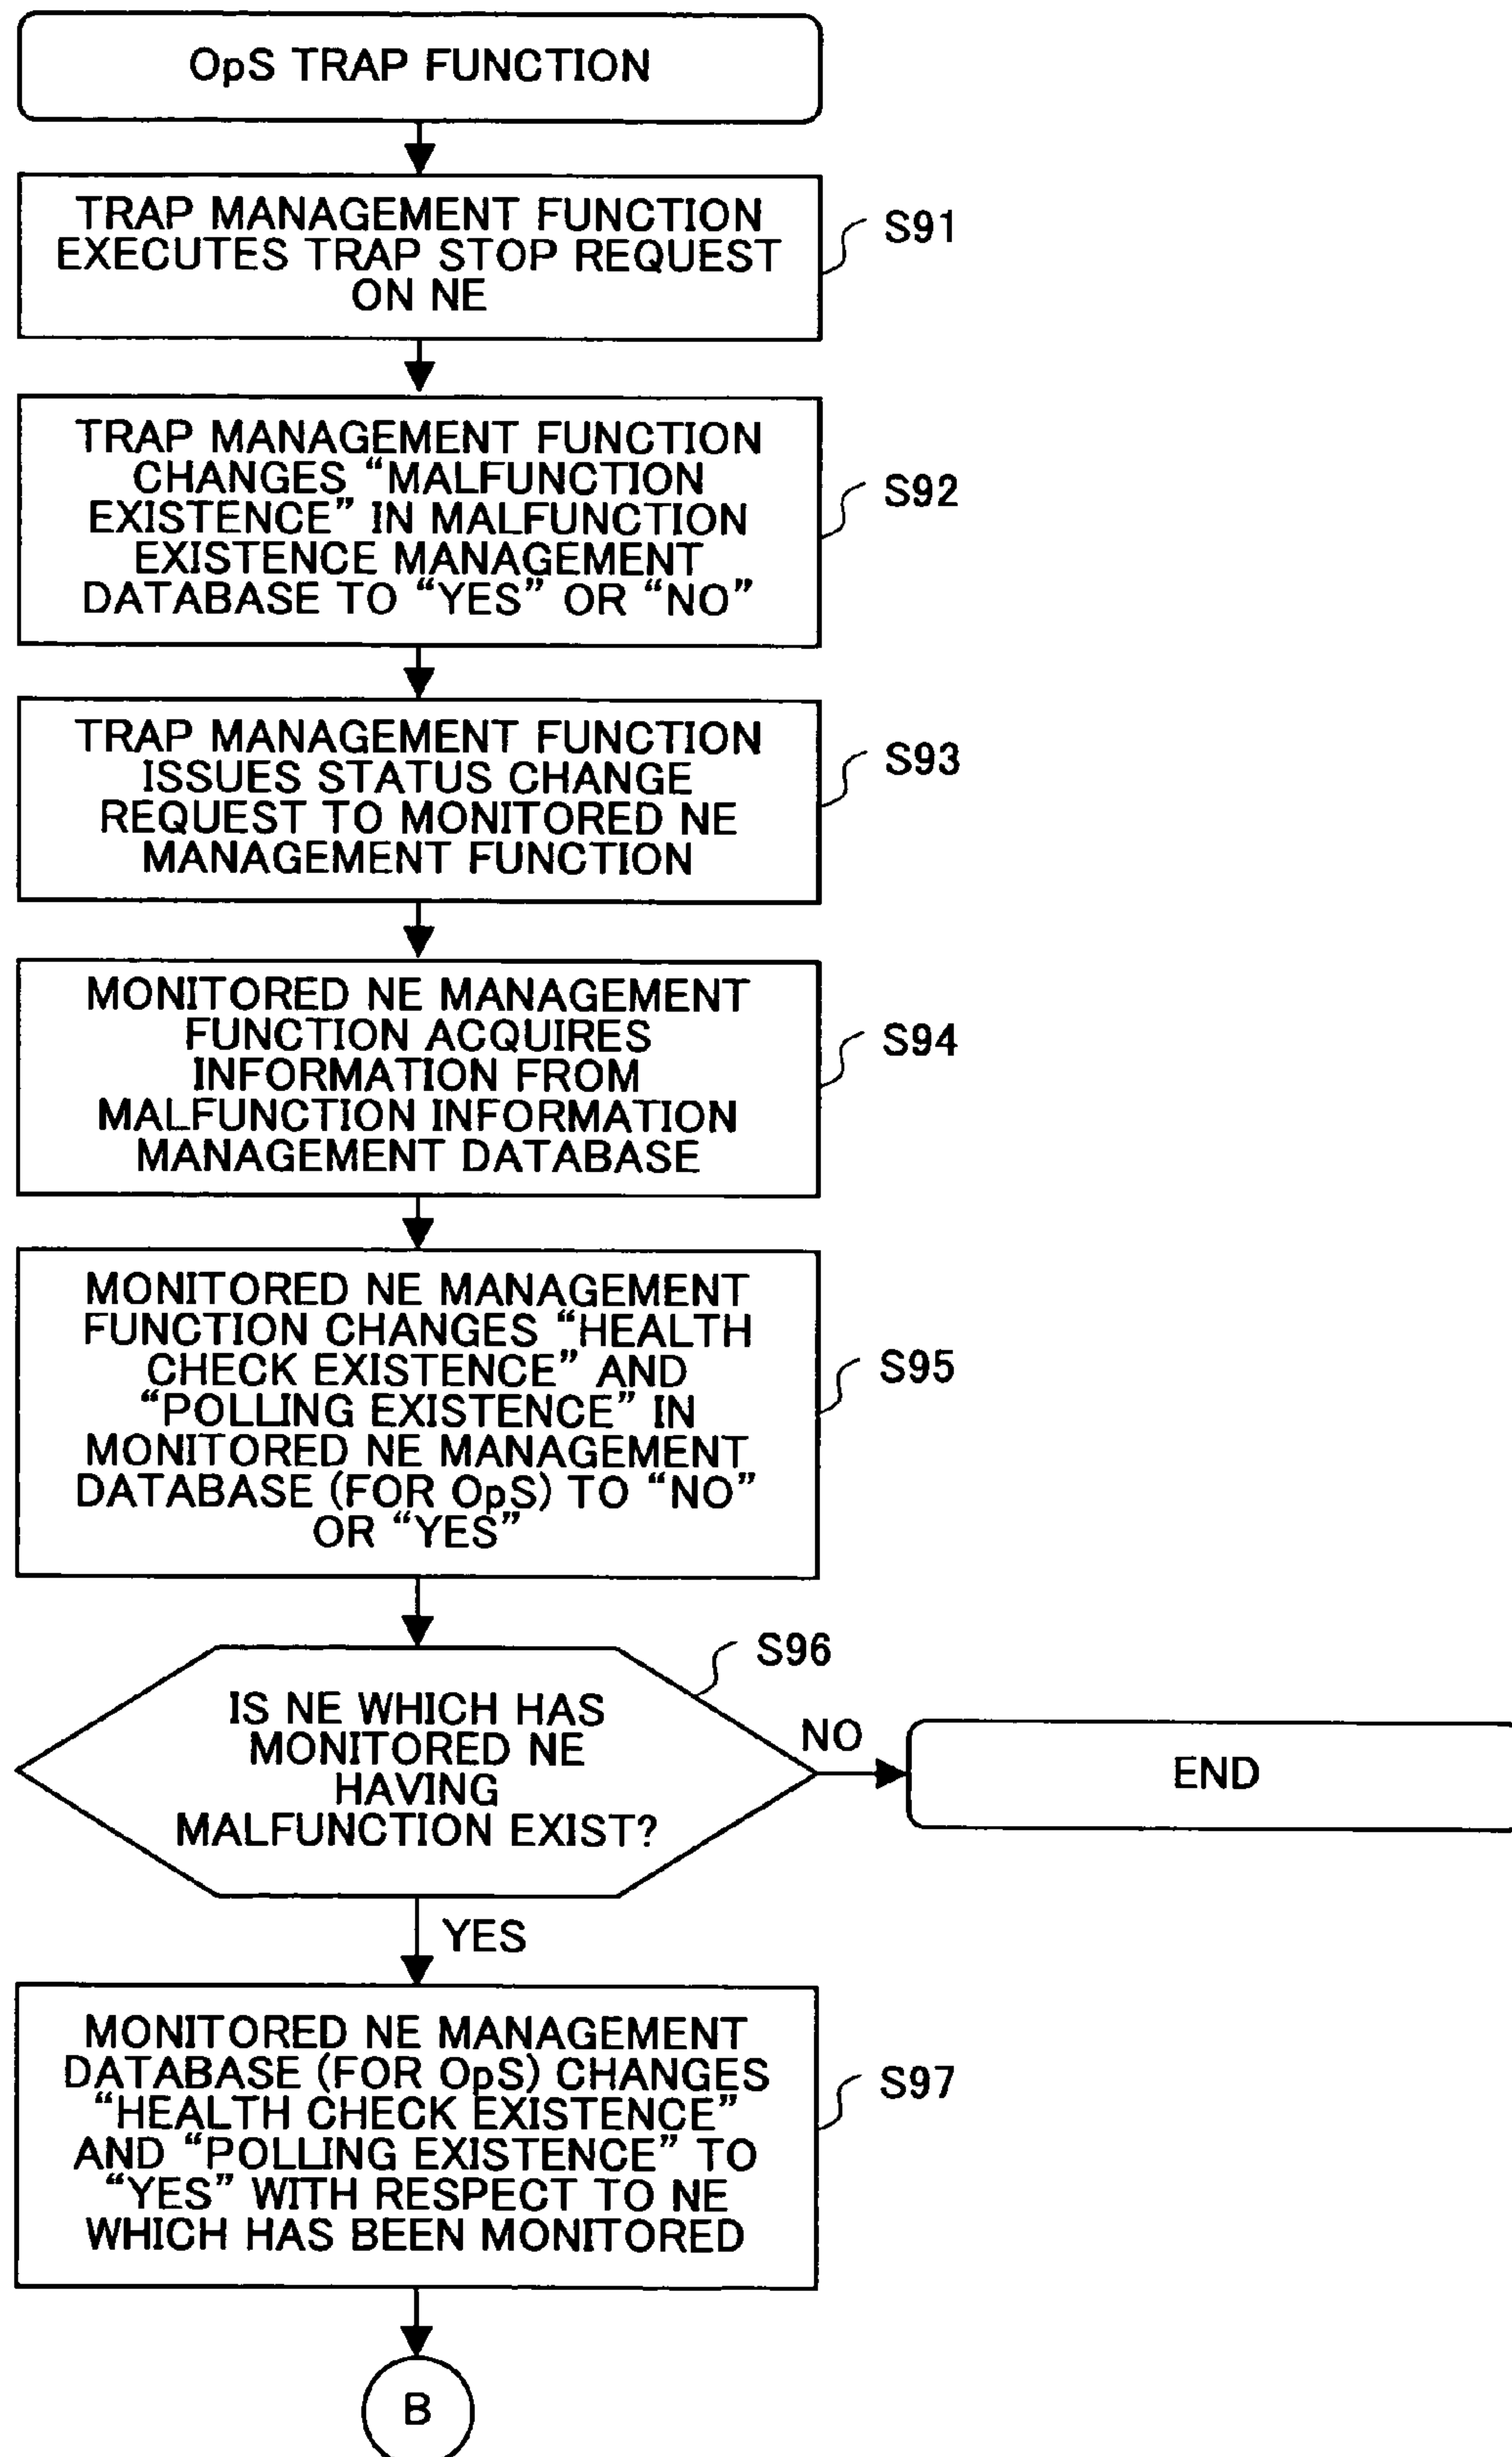 OpS TRAP FUNCTION
TRAP MANAGEMENT FUNCTION
EXECUTES TRAP STOP REQUEST
ON NE
S91
TRAP MANAGEMENT FUNCTION
CHANGES “MALFUNCTION
EXISTENCE” IN MALFUNCTION
EXISTENCE MANAGEMENT
DATABASE TO “YES” OR “NO”
S92
TRAP MANAGEMENT FUNCTION
ISSUES STATUS CHANGE
REQUEST TO MONITORED NE
MANAGEMENT FUNCTION
S93
MONITORED NE MANAGEMENT
FUNCTION ACQUIRES
INFORMATION FROM
MALFUNCTION INFORMATION
MANAGEMENT DATABASE
S94
MONITORED NE MANAGEMENT
FUNCTION CHANGES “HEALTH
CHECK EXISTENCE” AND
“POLLING EXISTENCE” IN
MONITORED NE MANAGEMENT
DATABASE (FOR OpS) TO “NO”
OR “YES”
S95
IS NE WHICH HAS
MONITORED NE
HAVING
MALFUNCTION EXIST?
S96
NO
END
YES
MONITORED NE MANAGEMENT
DATABASE (FOR OpS) CHANGES
“HEALTH CHECK EXISTENCE”
AND “POLLING EXISTENCE” TO
“YES” WITH RESPECT TO NE
WHICH HAS BEEN MONITORED
S97
B